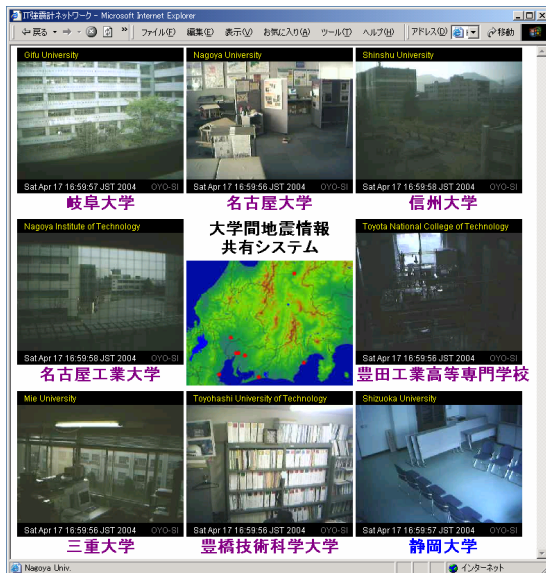 IT強震計ネットワーク - Microsoft Internet Explorer
戻る
ファイル(F) 編集(E) 表示(V) お気に入り(A) ツール(T) ヘルプ(H) アドレス(D) 移動
Gifu University
Sat Apr 17 16:59:57 JST 2004 OYO-SI
岐阜大学
Nagoya University
Sat Apr 17 16:59:56 JST 2004 OYO-SI
名古屋大学
Shinshu University
Sat Apr 17 16:59:58 JST 2004 OYO-SI
信州大学
Nagoya Institute of Technology
Sat Apr 17 16:59:58 JST 2004 OYO-SI
名古屋工業大学
大学間地震情報
共有システム
Toyota National College of Technology
Sat Apr 17 16:59:56 JST 2004 OYO-SI
豊田工業高等専門学校
Mie University
Sat Apr 17 16:59:56 JST 2004 OYO-SI
三重大学
Toyohashi University of Technology
Sat Apr 17 16:59:56 JST 2004 OYO-SI
豊橋技術科学大学
Shizuoka University
Sat Apr 17 16:59:57 JST 2004 OYO-SI
静岡大学
Nagoya Univ.
インターネット